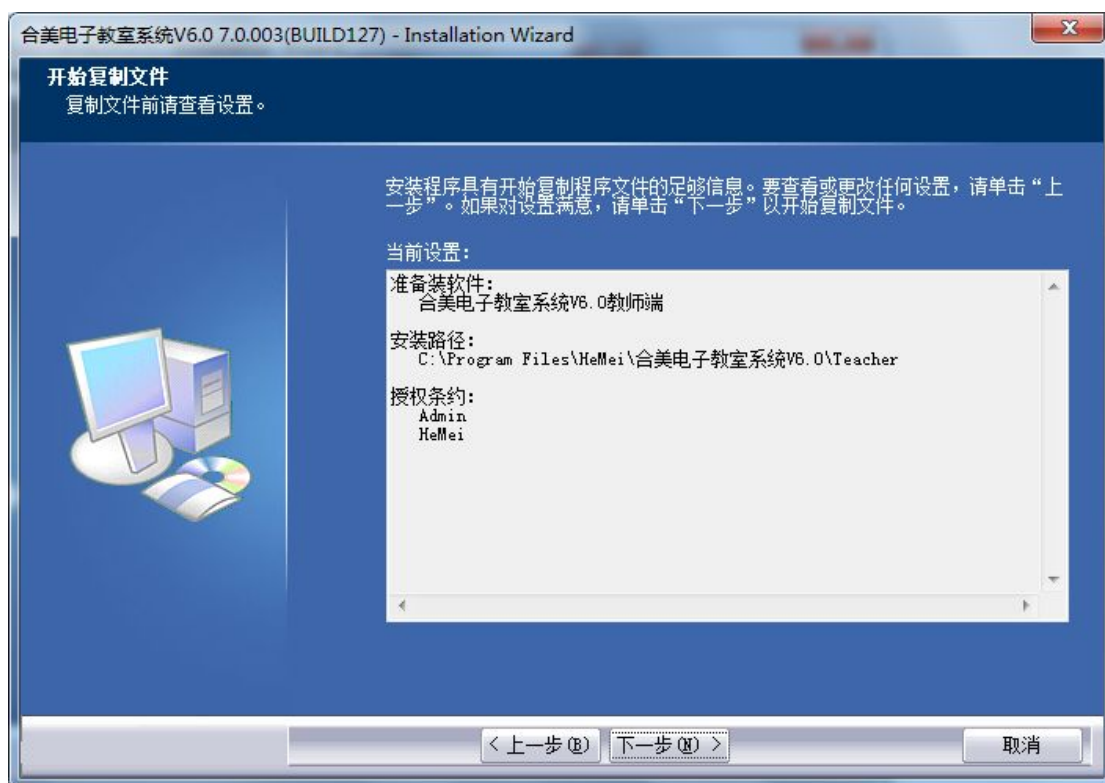 合美电子教室系统V6.0 7.0.003(BUILD127) - Installation Wizard
开始复制文件
复制文件前请查看设置。
安装程序具有开始复制程序文件的足够信息。要查看或更改任何设置，请单击“上
一步”。如果对设置满意，请单击“下一步”以开始复制文件。
当前设置：
准备装软件:
合美电子教室系统V6.0教师端
安装路径:
C:\Program Files\HeMei\合美电子教室系统V6.0\Teacher
授权条约:
Admin
HeMei
<上一步(B) 下一步(N) > 取消